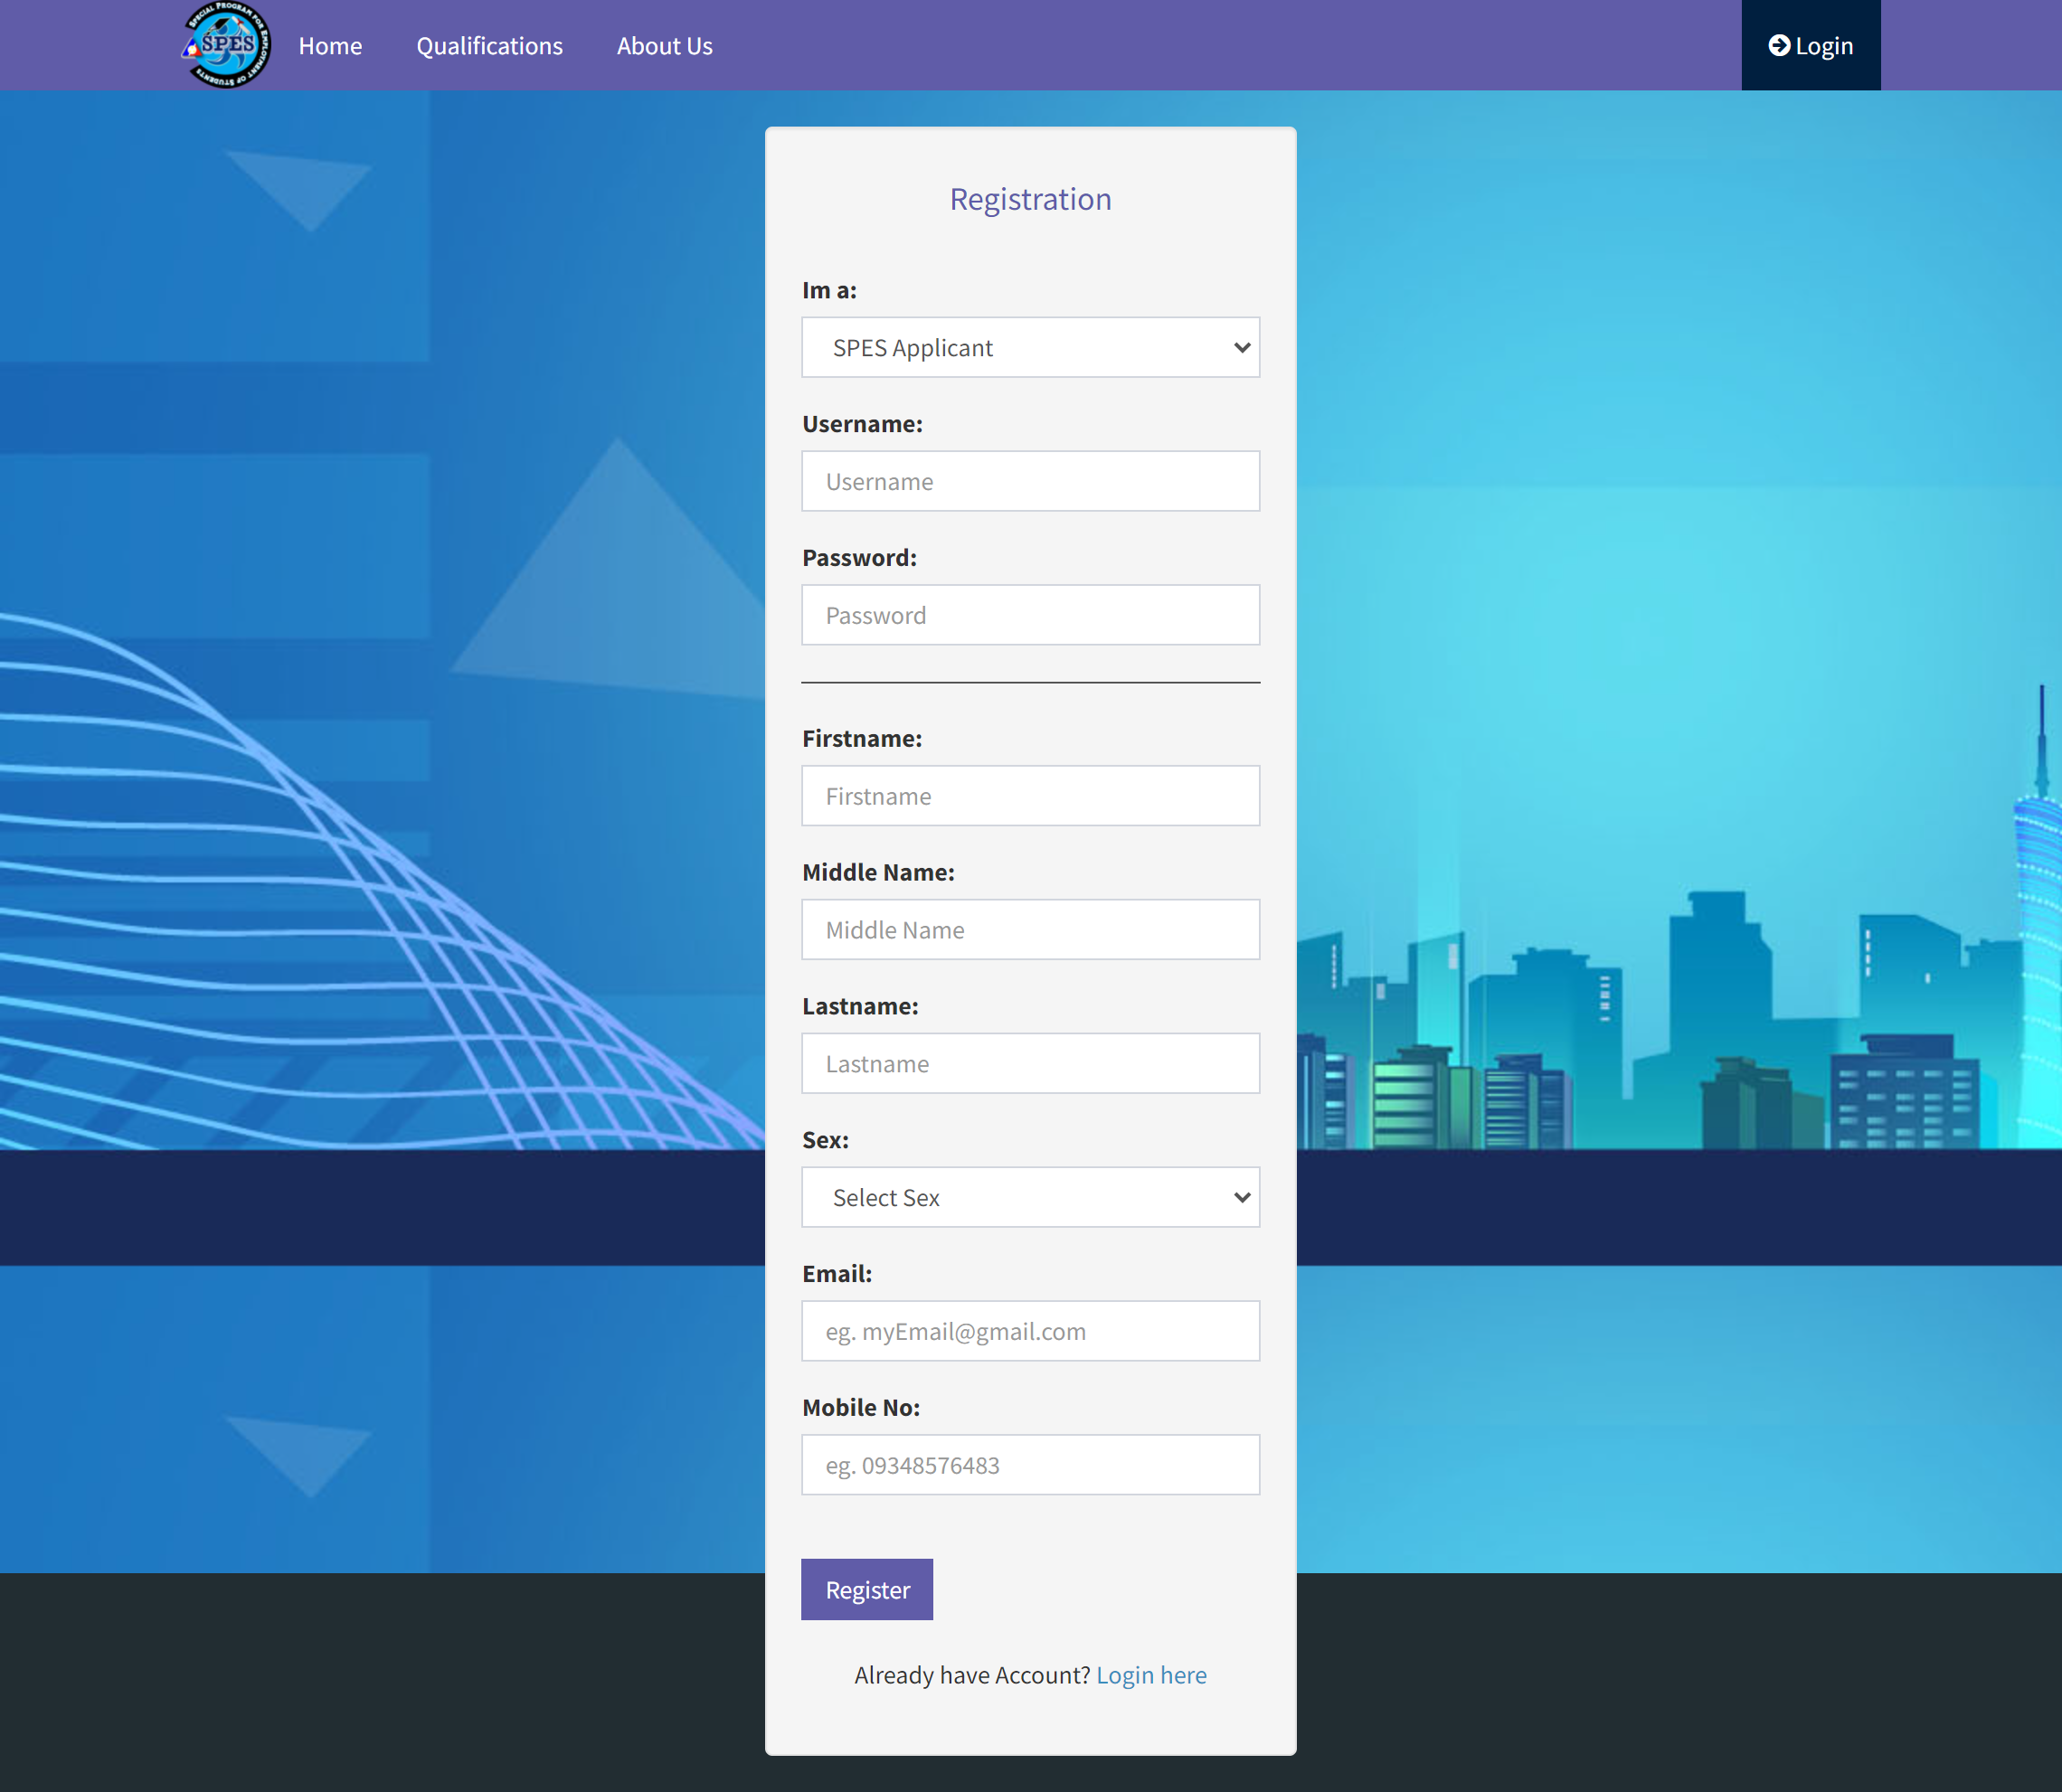 SPECIAL PROGRAM FOR EMPLOYMENT OF STUDENTS
SPES
Home
Qualifications
About Us
Login
Registration
Im a:
SPES Applicant
Username:
Username
Password:
Password
Firstname:
Firstname
Middle Name:
Middle Name
Lastname:
Lastname
Sex:
Select Sex
Email:
eg. myEmail@gmail.com
Mobile No:
eg. 09348576483
Register
Already have Account? Login here